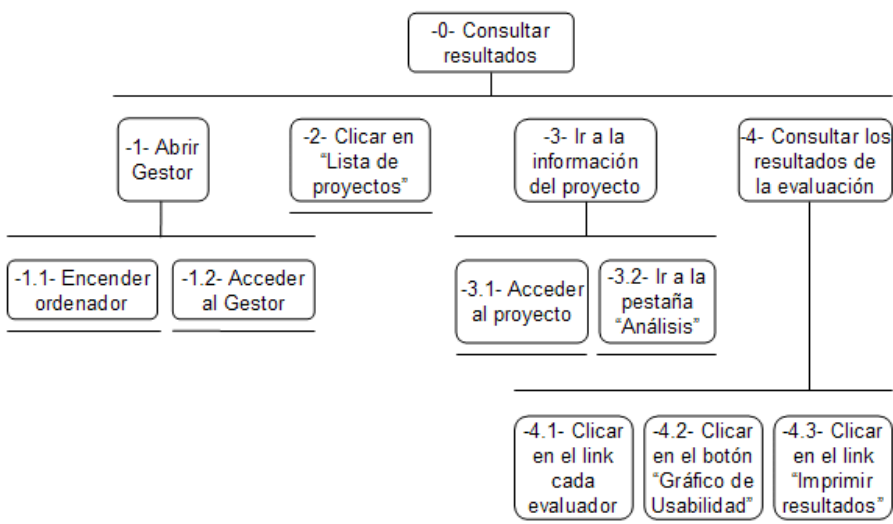 -0- Consultar
resultados
-1- Abrir
Gestor
-2- Clicar en
“Lista de
proyectos”
-3- Ir a la
información
del proyecto
-4- Consultar los
resultados de
la evaluación
-1.1- Encender
ordenador
-1.2- Acceder
al Gestor
-3.1- Acceder
al proyecto
-3.2- Ir a la
pestaña
“Análisis”
-4.1- Clicar
en el link
cada
evaluador
-4.2- Clicar
en el botón
“Gráfico de
Usabilidad”
-4.3- Clicar
en el link
“Imprimir
resultados”